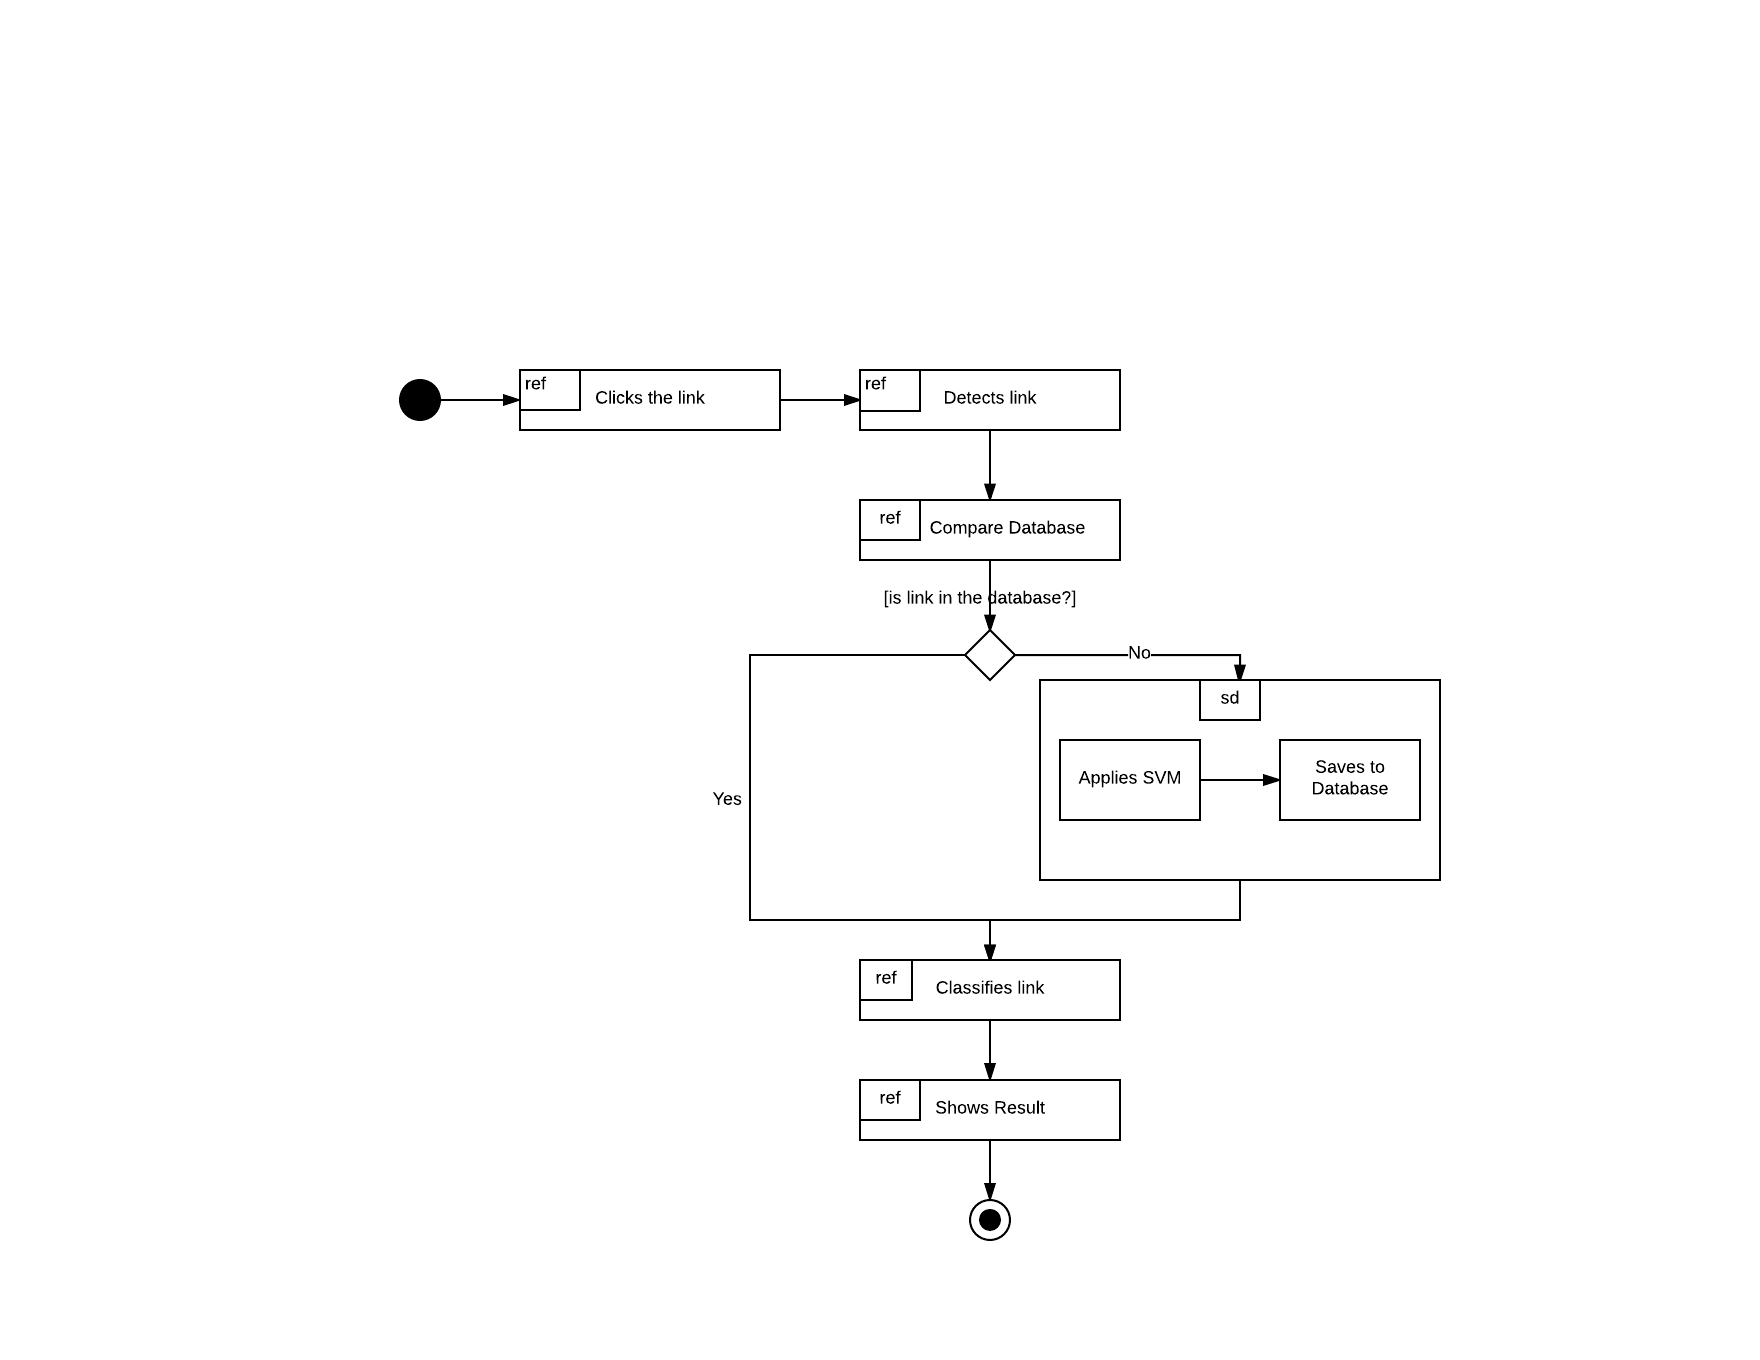 ref
Clicks the link
ref
Detects link
ref
Compare Database
[is link in the database?]
No
sd
Applies SVM
Saves to
Database
Yes
ref
Classifies link
ref
Shows Result